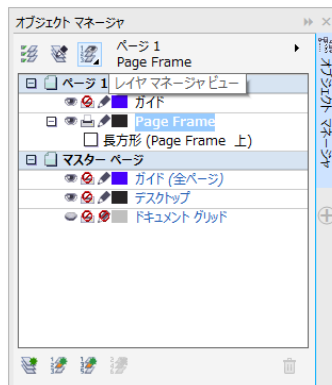 オブジェクト マネージャ
ページ 1
Page Frame
ページ 1
レイヤ マネージャ ビュー
ガイド
Page Frame
長方形 (Page Frame 上)
マスター ページ
ガイド (全ページ)
デスクトップ
ドキュメント グリッド
オブジェクト マネージャ